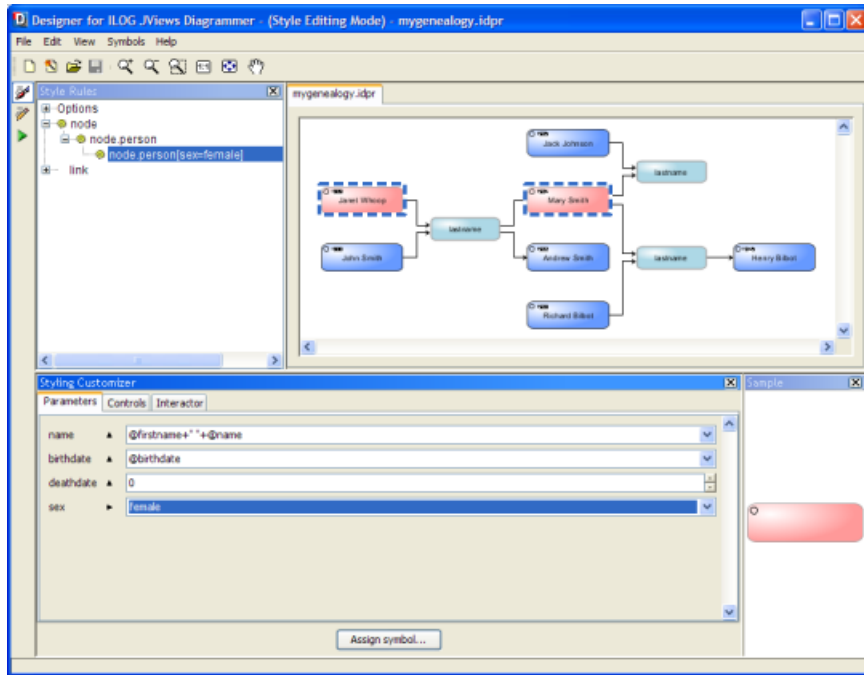 Designer for ILOG JViews Diagrammer - (Style Editing Mode) - mygenealogy.idpr
File Edit View Symbols Help
Style Rules
Options
node
node.person
node.person[sex=female]
link
mygenealogy.idpr
Jack Johnson
lastname
Janet Whoop
Mary Smith
lastname
John Smith
Andrew Smith
lastname
Henry Bibot
Richard Bibot
Styling Customizer
Parameters Controls Interactor
name @firstname+" "+@name
birthdate @birthdate
deathdate 0
sex female
Assign symbol...
Sample